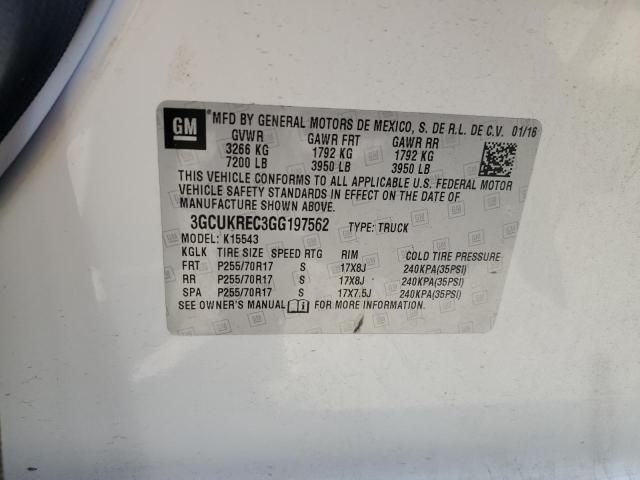 GM MFD BY GENERAL MOTORS DE MEXICO, S. DE R.L. DE C.V. 01/16
GVWR GAWR FRT GAWR RR
3266 KG 1792 KG 1792 KG
7200 LB 3950 LB 3950 LB
THIS VEHICLE CONFORMS TO ALL APPLICABLE U.S. FEDERAL MOTOR
VEHICLE SAFETY STANDARDS IN EFFECT ON THE DATE OF
MANUFACTURE SHOWN ABOVE.
3GCUKREC3GG197562 TYPE: TRUCK
MODEL: K15543
KGLK TIRE SIZE SPEED RTG RIM COLD TIRE PRESSURE
FRT P255/70R17 S 17X8J 240KPA(35PSI)
RR P255/70R17 S 17X8J 240KPA(35PSI)
SPA P255/70R17 S 17X7.5J 240KPA(35PSI)
SEE OWNER'S MANUAL FOR MORE INFORMATION.